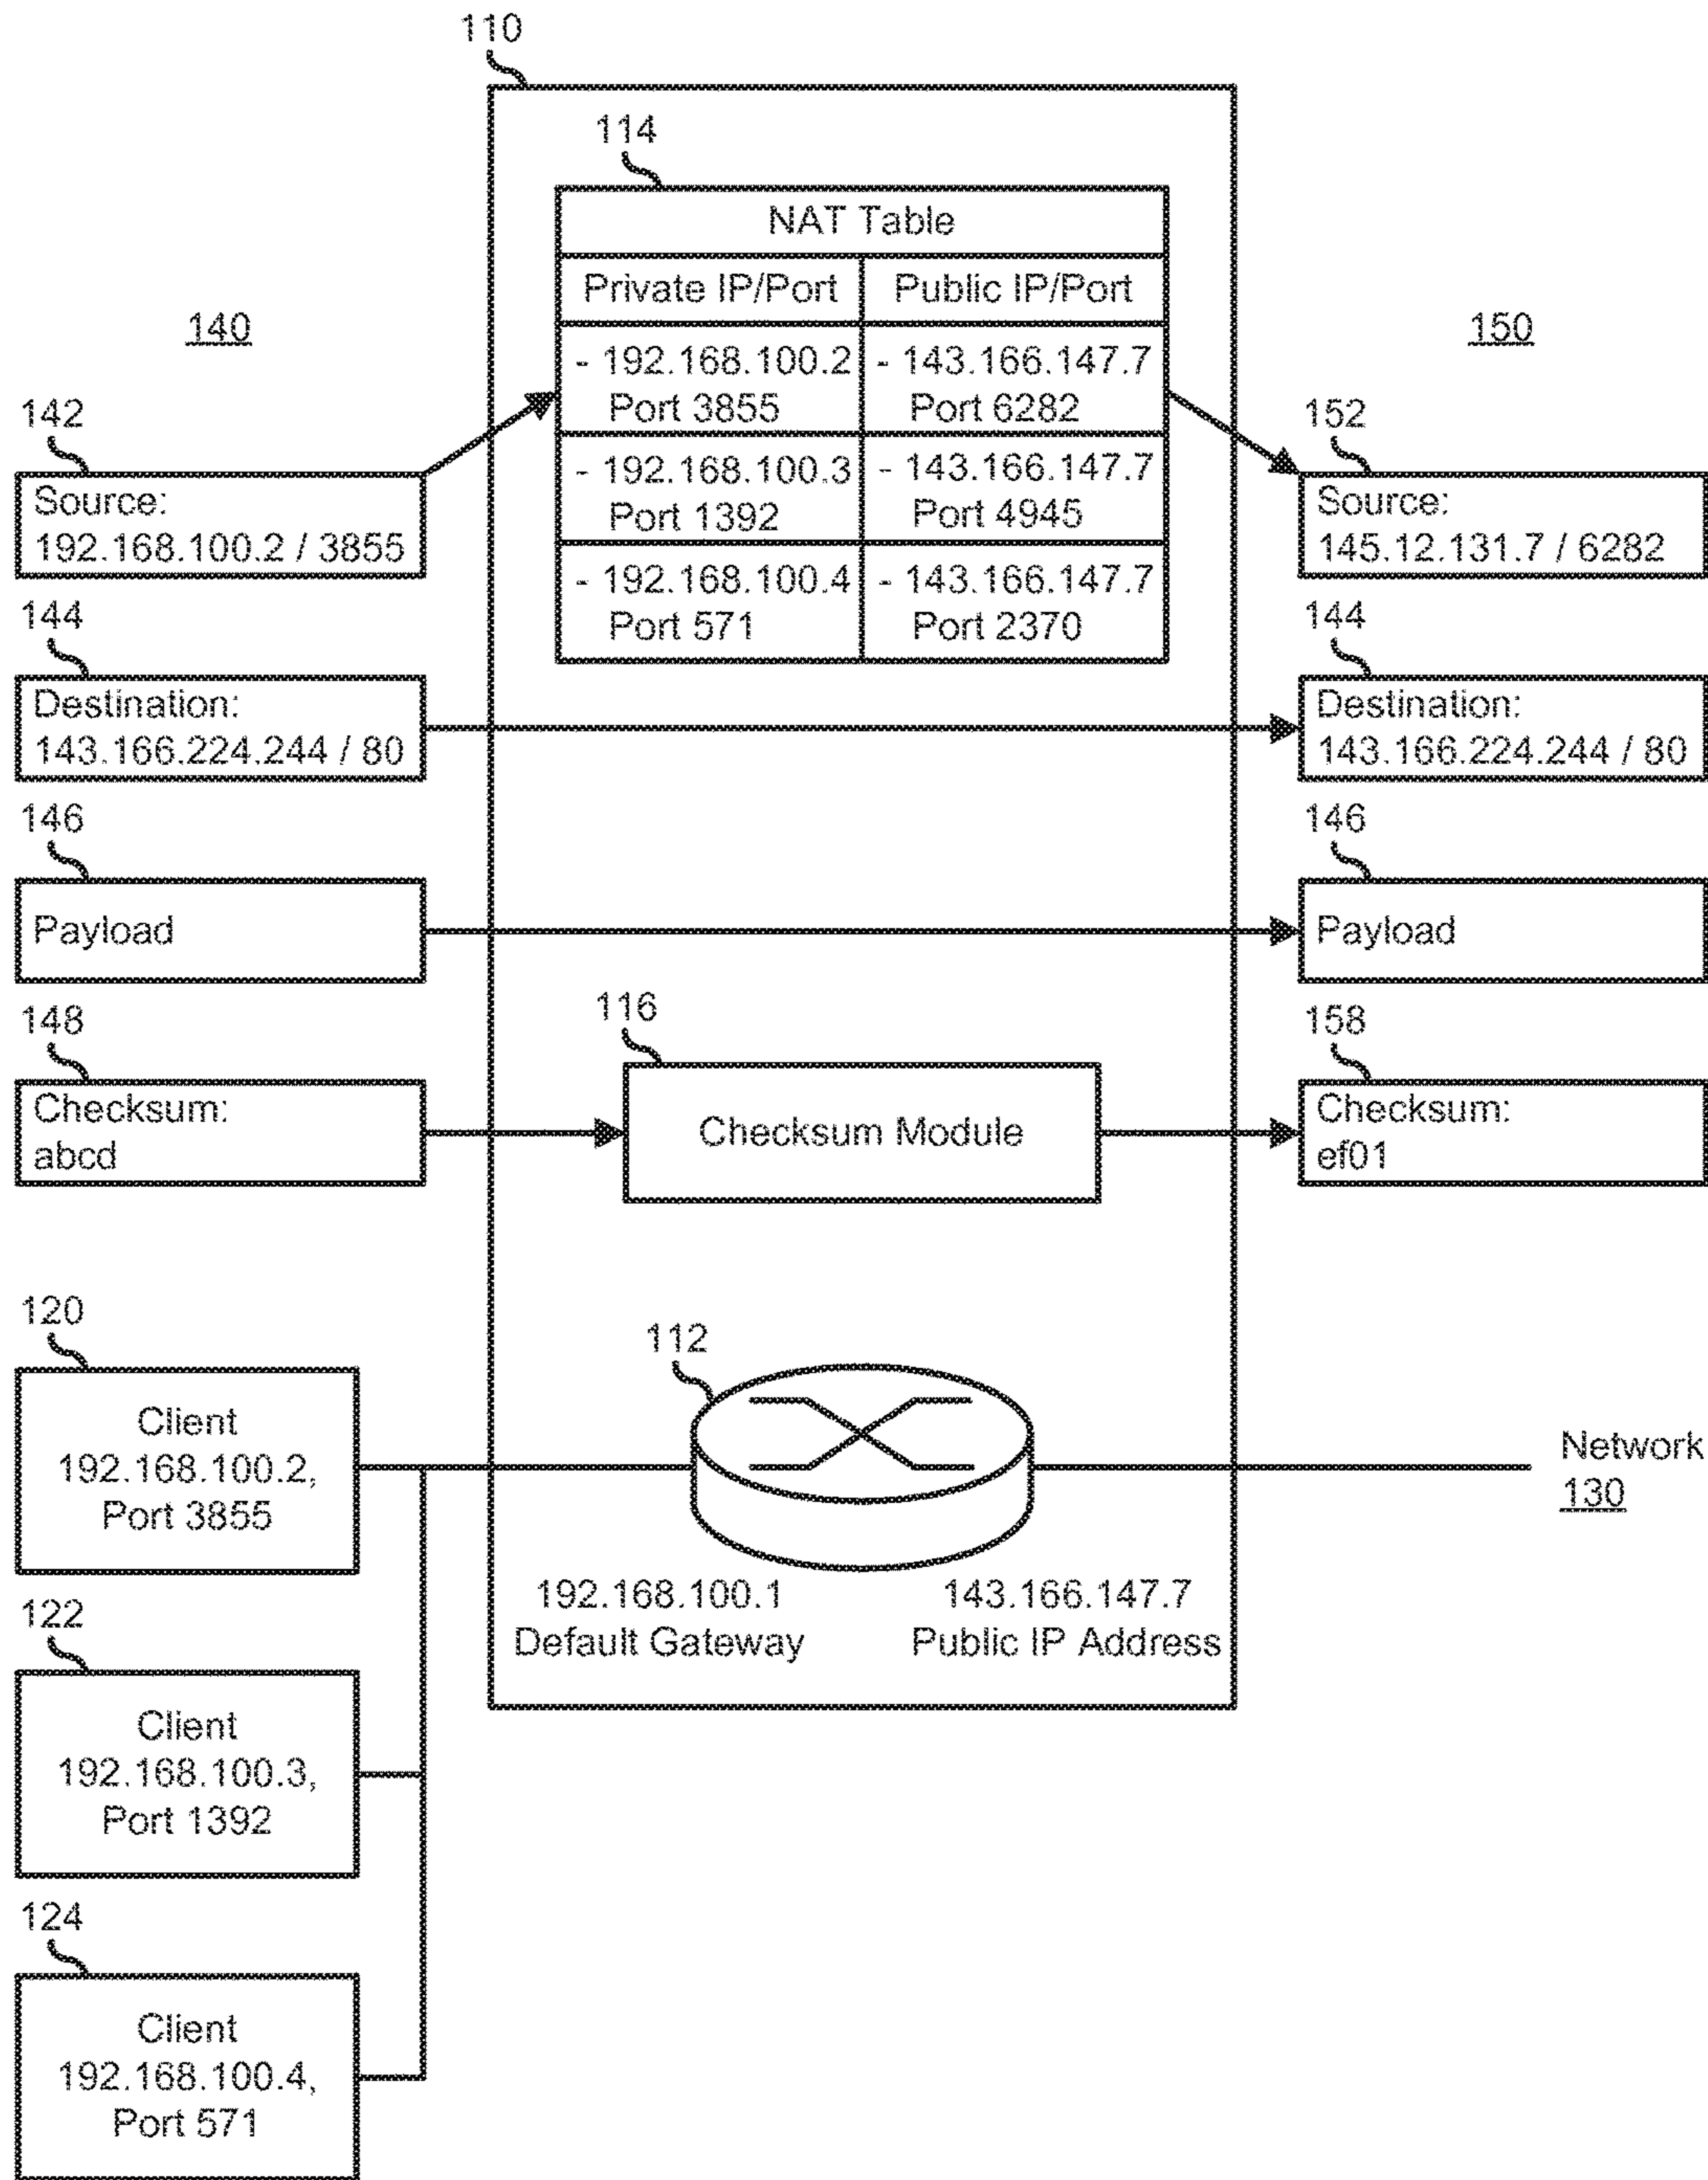 110
114
NAT Table
Private IP/Port
Public IP/Port
- 192.168.100.2
Port 3855
- 143.166.147.7
Port 6282
- 192.168.100.3
Port 1392
- 143.166.147.7
Port 4945
- 192.168.100.4
Port 571
- 143.166.147.7
Port 2370
140
150
142
Source:
192.168.100.2 / 3855
152
Source:
145.12.131.7 / 6282
144
Destination:
143.166.224.244 / 80
144
Destination:
143.166.224.244 / 80
146
Payload
146
Payload
148
Checksum:
abcd
116
Checksum Module
158
Checksum:
ef01
120
Client
192.168.100.2,
Port 3855
112
192.168.100.1
Default Gateway
143.166.147.7
Public IP Address
Network
130
122
Client
192.168.100.3,
Port 1392
124
Client
192.168.100.4,
Port 571